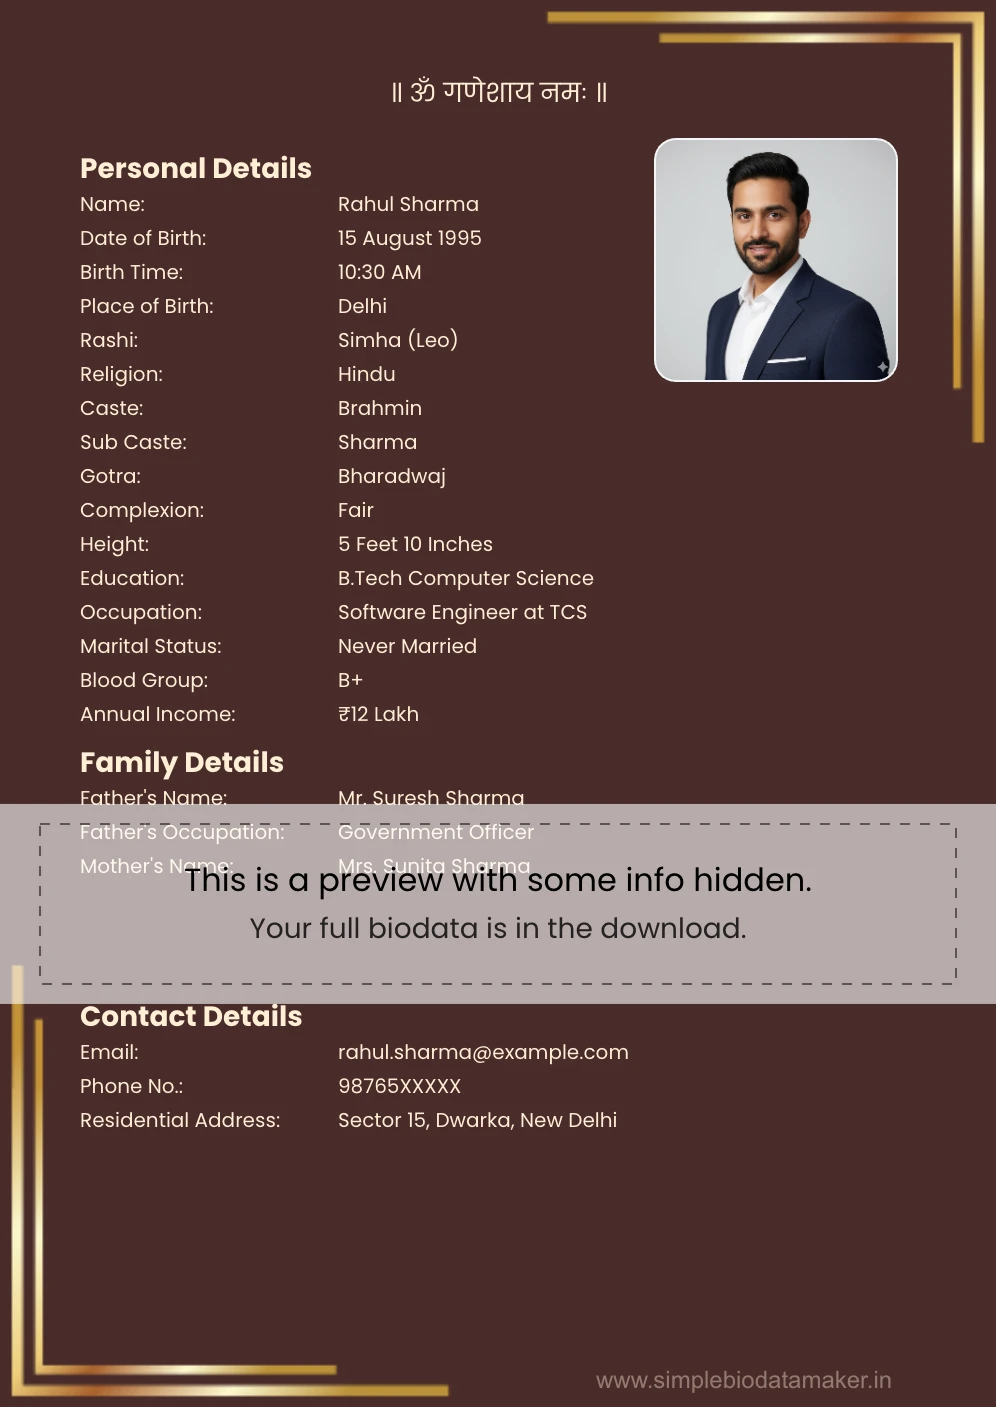 ॥ ॐ गणेशाय नमः ॥
Personal Details
Name: Rahul Sharma
Date of Birth: 15 August 1995
Birth Time: 10:30 AM
Place of Birth: Delhi
Rashi: Simha (Leo)
Religion: Hindu
Caste: Brahmin
Sub Caste: Sharma
Gotra: Bharadwaj
Complexion: Fair
Height: 5 Feet 10 Inches
Education: B.Tech Computer Science
Occupation: Software Engineer at TCS
Marital Status: Never Married
Blood Group: B+
Annual Income: ₹12 Lakh
Family Details
Father's Name: Mr. Suresh Sharma
Father's Occupation: Government Officer
Mother's Name: Mrs. Sunita Sharma
This is a preview with some info hidden.
Your full biodata is in the download.
Contact Details
Email: rahul.sharma@example.com
Phone No.: 98765XXXXX
Residential Address: Sector 15, Dwarka, New Delhi
www.simplebiodatamaker.in